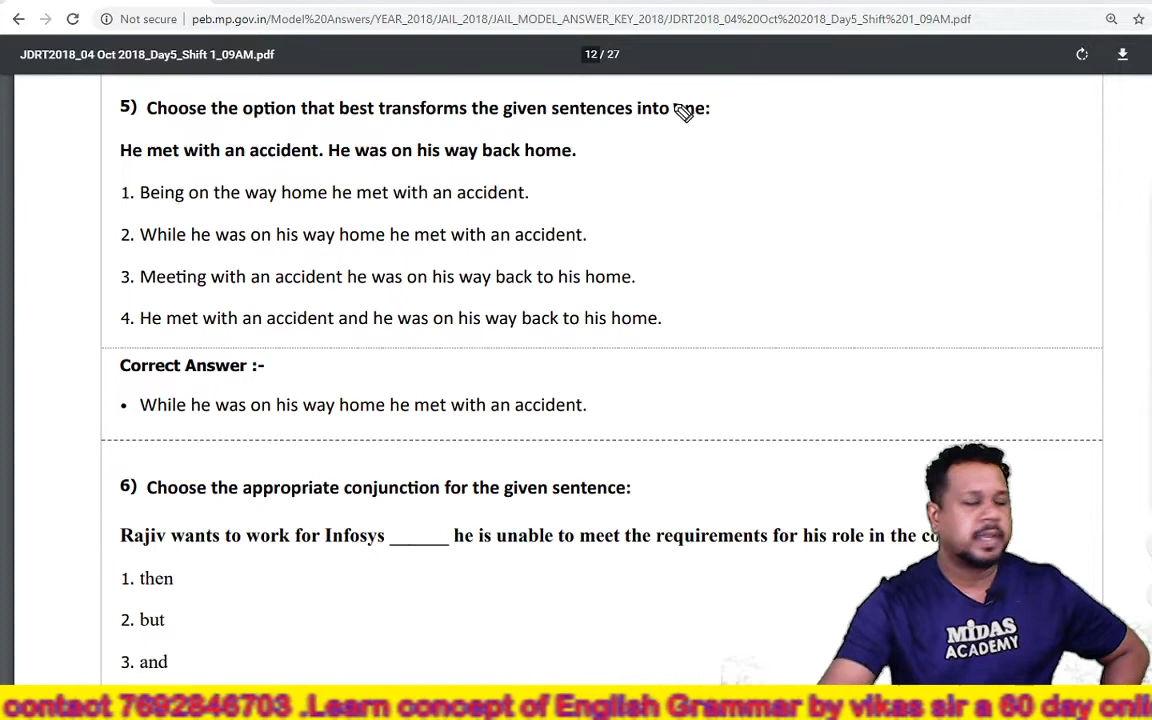 Not secure peb.mp.gov.in/Model%20Answers/YEAR_2018/JAIL_2018/JAIL_MODEL_ANSWER_KEY_2018/JDRT2018_04%20Oct%202018_Day5_Shift%201_09AM.pdf
JDRT2018_04 Oct 2018_Day5_Shift 1_09AM.pdf 12 / 27
5) Choose the option that best transforms the given sentences into one:
He met with an accident. He was on his way back home.
1. Being on the way home he met with an accident.
2. While he was on his way home he met with an accident.
3. Meeting with an accident he was on his way back to his home.
4. He met with an accident and he was on his way back to his home.
Correct Answer :-
• While he was on his way home he met with an accident.
6) Choose the appropriate conjunction for the given sentence:
Rajiv wants to work for Infosys ______ he is unable to meet the requirements for his role in the
1. then
2. but
3. and
MIDAS
ACADEMY
contact 7692846703 .Learn concept of English Grammar by vikas sir a 60 day onli